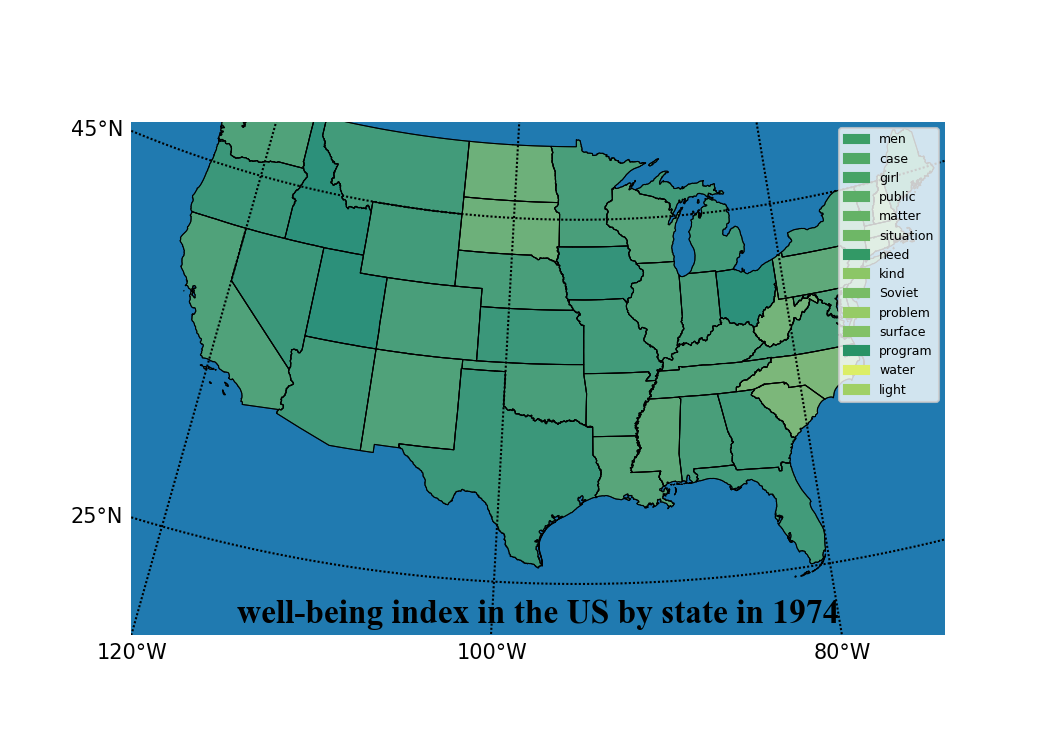 45°N
men
case
girl
public
matter
situation
need
kind
Soviet
problem
surface
program
water
light
25°N
well-being index in the US by state in 1974
120°W 100°W 80°W